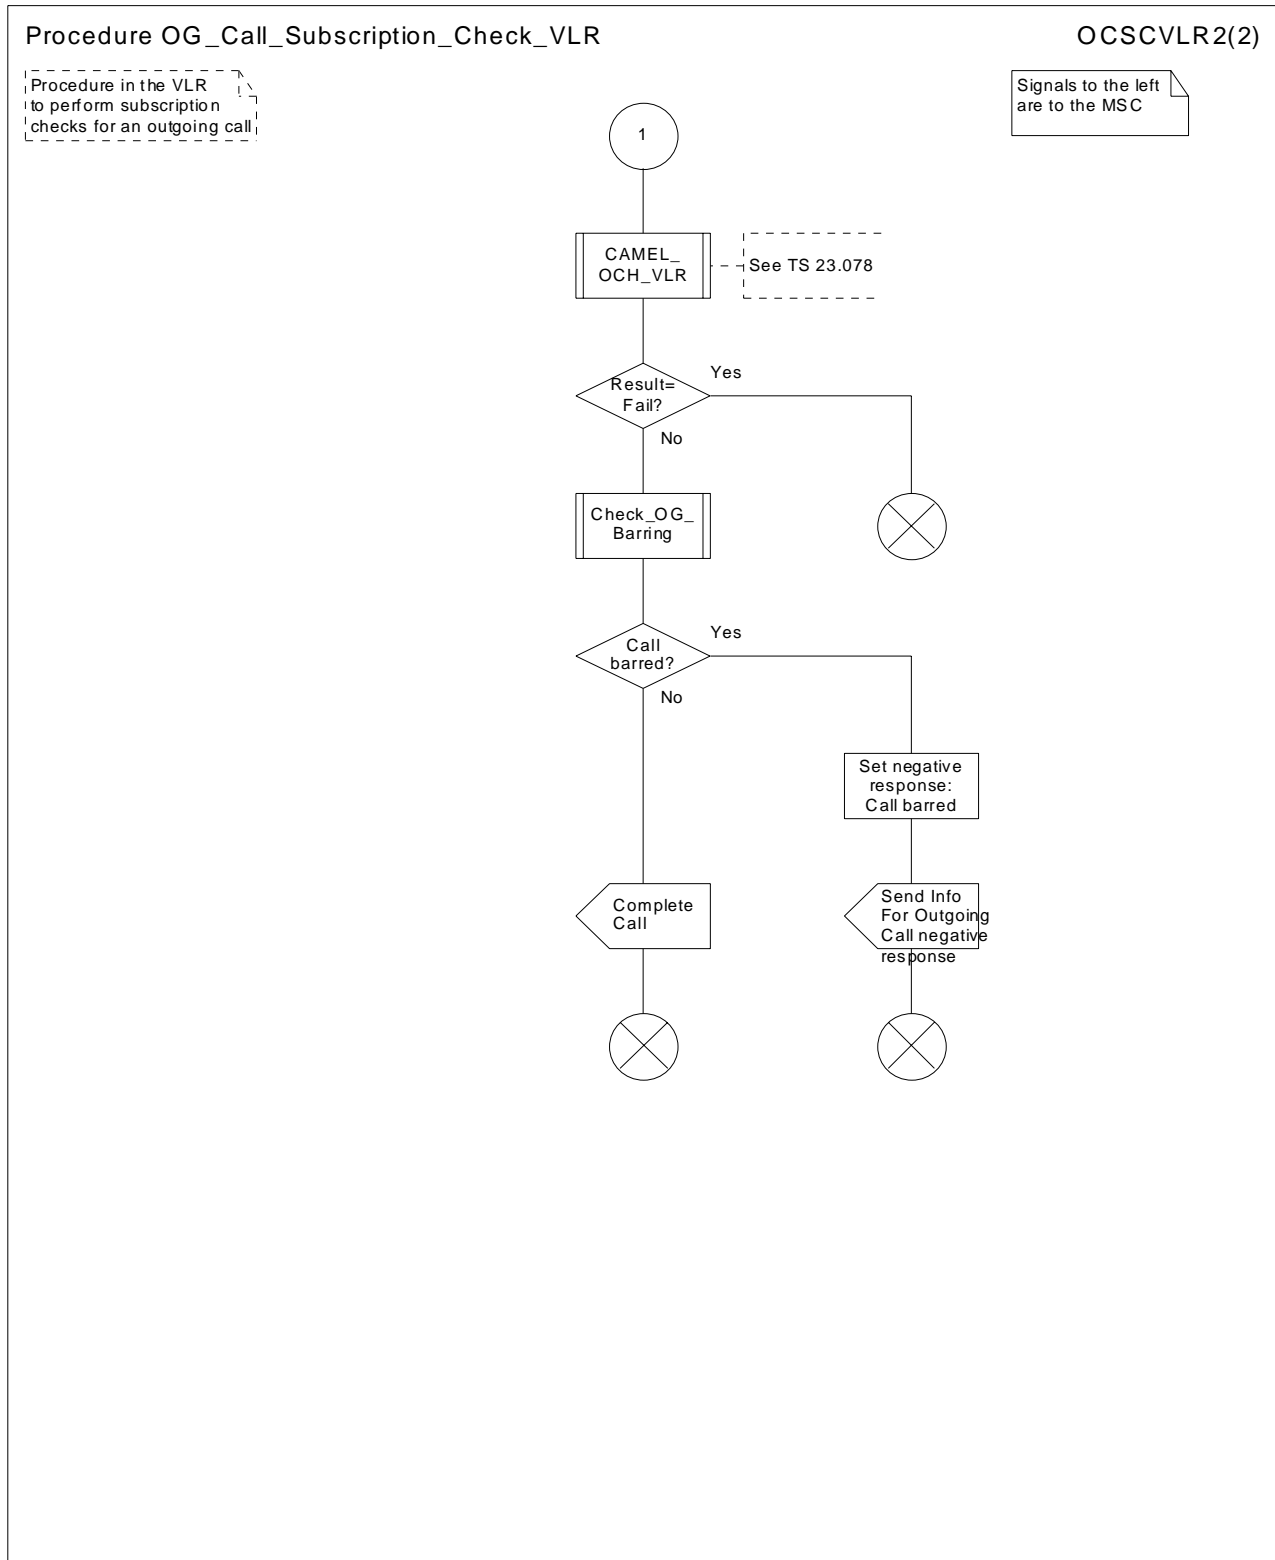 Procedure OG_Call_Subscription_Check_VLR
OCSCVLR2(2)
Procedure in the VLR
to perform subscription
checks for an outgoing call
Signals to the left
are to the MSC
1
CAMEL_
OCH_VLR
See TS 23.078
Result=
Fail?
Yes
No
Check_OG_
Barring
Call
barred?
Yes
No
Set negative
response:
Call barred
Complete
Call
Send Info
For Outgoing
Call negative
response